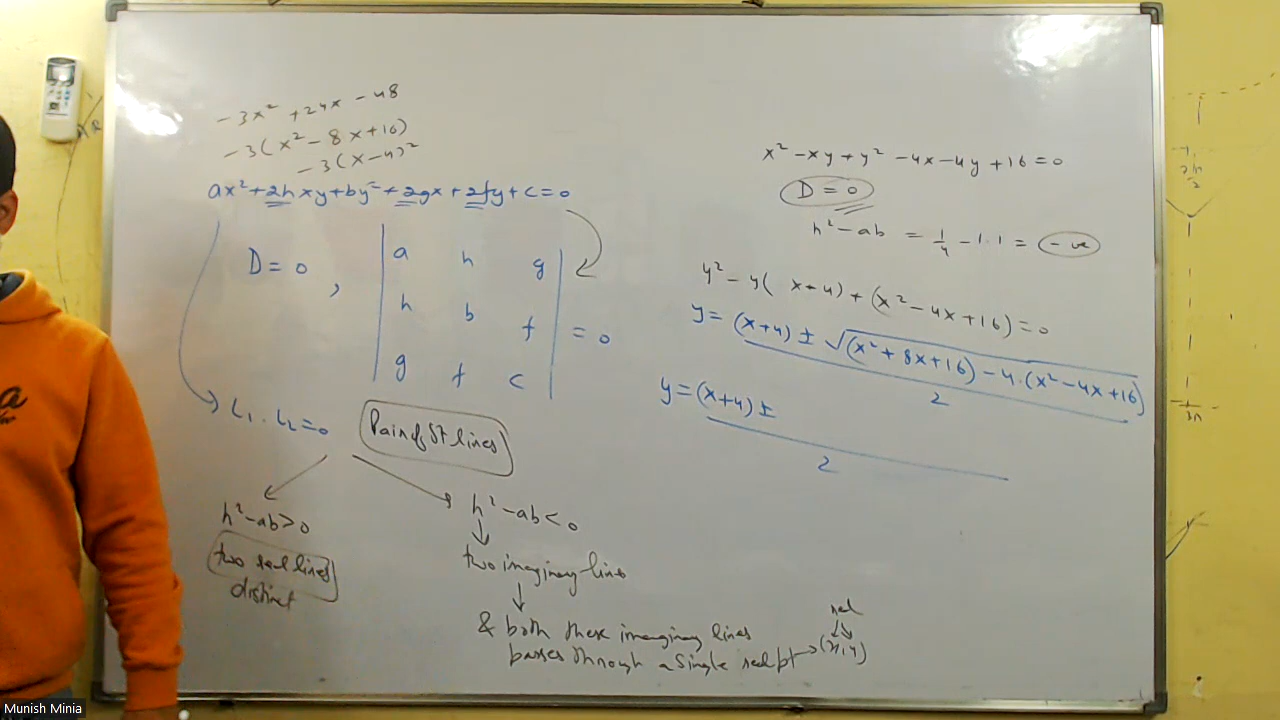 -3x² +24x -48
-3(x² -8x+16)
-3(x-4)²
ax²+2hxy+by²+2gx+2fy+c=0
D=0 ,
a h g
h b f = 0
g f c
L₁.L₂=0
Pair of St lines
h²-ab>0
two real lines
distinct
h²-ab<0
two imaginary lines
& both these imaginary lines
passes through a single real pt → (x,y)
real
x²-xy+y²-4x-4y+16=0
D=0
h²-ab = 1/4 -1.1 = -ve
y²-y(x+4)+(x²-4x+16)=0
y= (x+4) ± √(x²+8x+16)-4.(x²-4x+16)
2
y=(x+4)±
2
Munish Minia